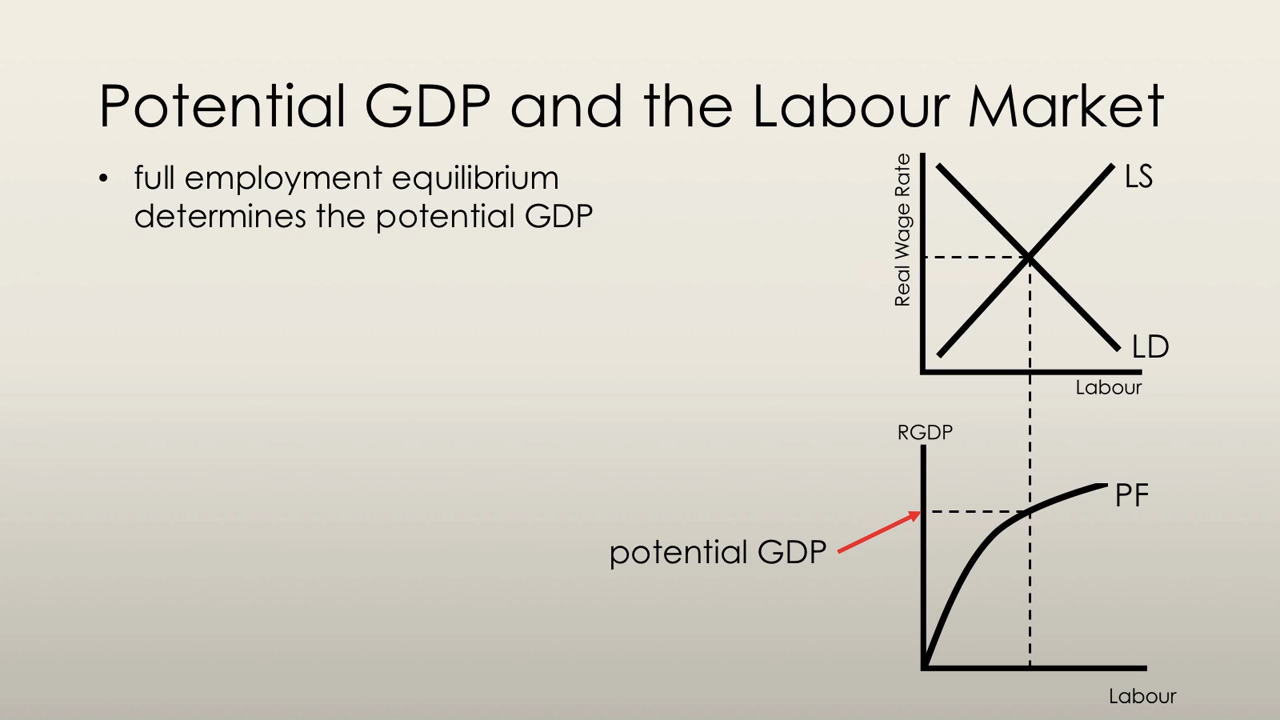 Potential GDP and the Labour Market
• full employment equilibrium
determines the potential GDP
Real Wage Rate
LS
LD
Labour
RGDP
PF
potential GDP
Labour